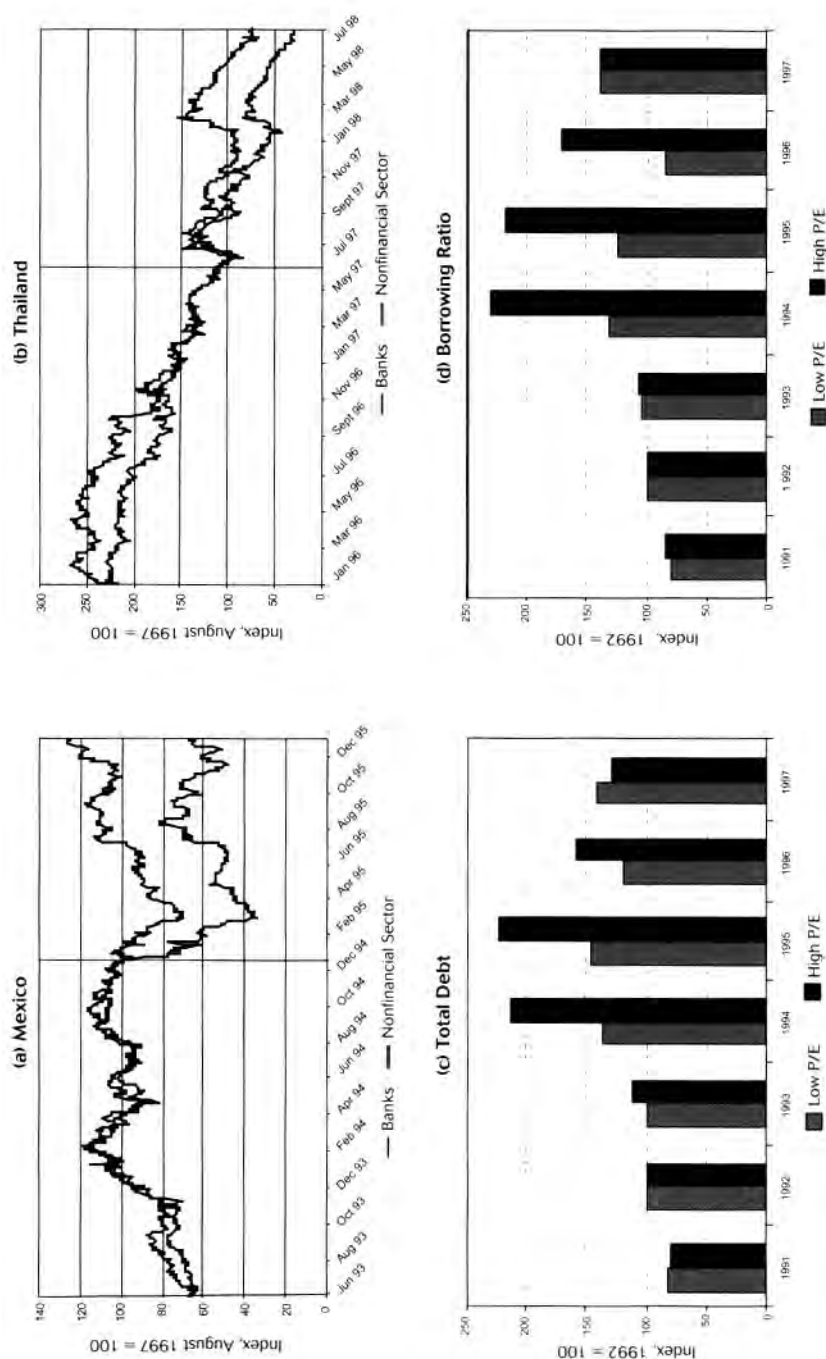 (a) Mexico
Index, August 1997 = 100
140
120
100
80
60
40
20
0
Jun 93
Aug 93
Oct 93
Dec 93
Feb 94
Apr 94
Jun 94
Aug 94
Oct 94
Dec 94
Feb 95
Apr 95
Jun 95
Aug 95
Oct 95
Dec 95
Banks
Nonfinancial Sector
(b) Thailand
Index, August 1997 = 100
300
250
200
150
100
50
0
Jan 96
Mar 96
May 96
Jul 96
Sept 96
Nov 96
Jan 97
Mar 97
May 97
Jul 97
Sept 97
Nov 97
Jan 98
Mar 98
May 98
Jul 98
Banks
Nonfinancial Sector
(c) Total Debt
Index, 1992 = 100
250
200
150
100
50
0
1991
1992
1993
1994
1995
1996
1997
Low P/E
High P/E
(d) Borrowing Ratio
Index, 1992 = 100
250
200
150
100
50
0
1991
1992
1993
1994
1995
1996
1997
Low P/E
High P/E